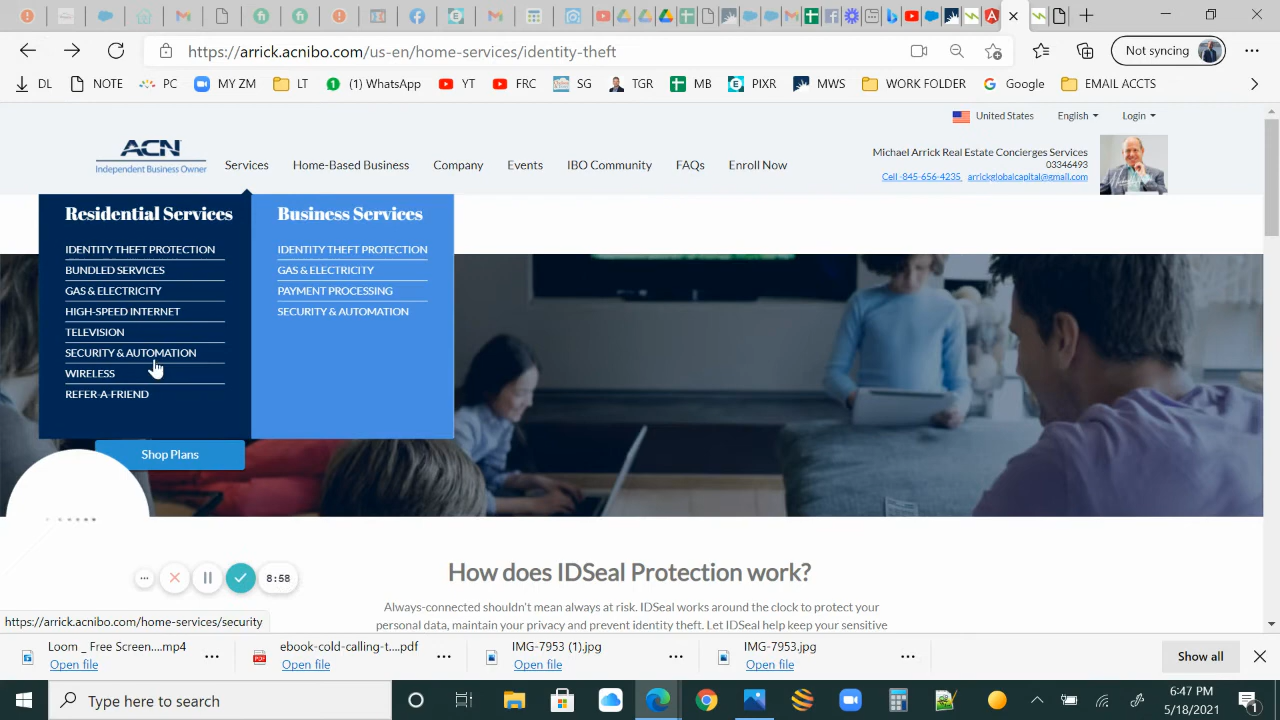 https://arrick.acnibo.com/us-en/home-services/identity-theft
Not syncing
DL NOTE PC MY ZM LT (1) WhatsApp YT FRC SG TGR MB PIXR MWS WORK FOLDER Google EMAIL ACCTS
United States English Login
ACN
Independent Business Owner
Services Home-Based Business Company Events IBO Community FAQs Enroll Now
Michael Arrick Real Estate Concierges Services
03346493
Cell -845-656-4235 arrickglobalcapital@gmail.com
Residential Services
IDENTITY THEFT PROTECTION
BUNDLED SERVICES
GAS & ELECTRICITY
HIGH-SPEED INTERNET
TELEVISION
SECURITY & AUTOMATION
WIRELESS
REFER-A-FRIEND
Business Services
IDENTITY THEFT PROTECTION
GAS & ELECTRICITY
PAYMENT PROCESSING
SECURITY & AUTOMATION
Shop Plans
8:58
How does IDSeal Protection work?
Always-connected shouldn't mean always at risk. IDSeal works around the clock to protect your
personal data, maintain your privacy and prevent identity theft. Let IDSeal help keep your sensitive
https://arrick.acnibo.com/home-services/security
Loom _ Free Screen....mp4
Open file
ebook-cold-calling-t....pdf
Open file
IMG-7953 (1).jpg
Open file
IMG-7953.jpg
Open file
Show all
Type here to search
6:47 PM
5/18/2021
1